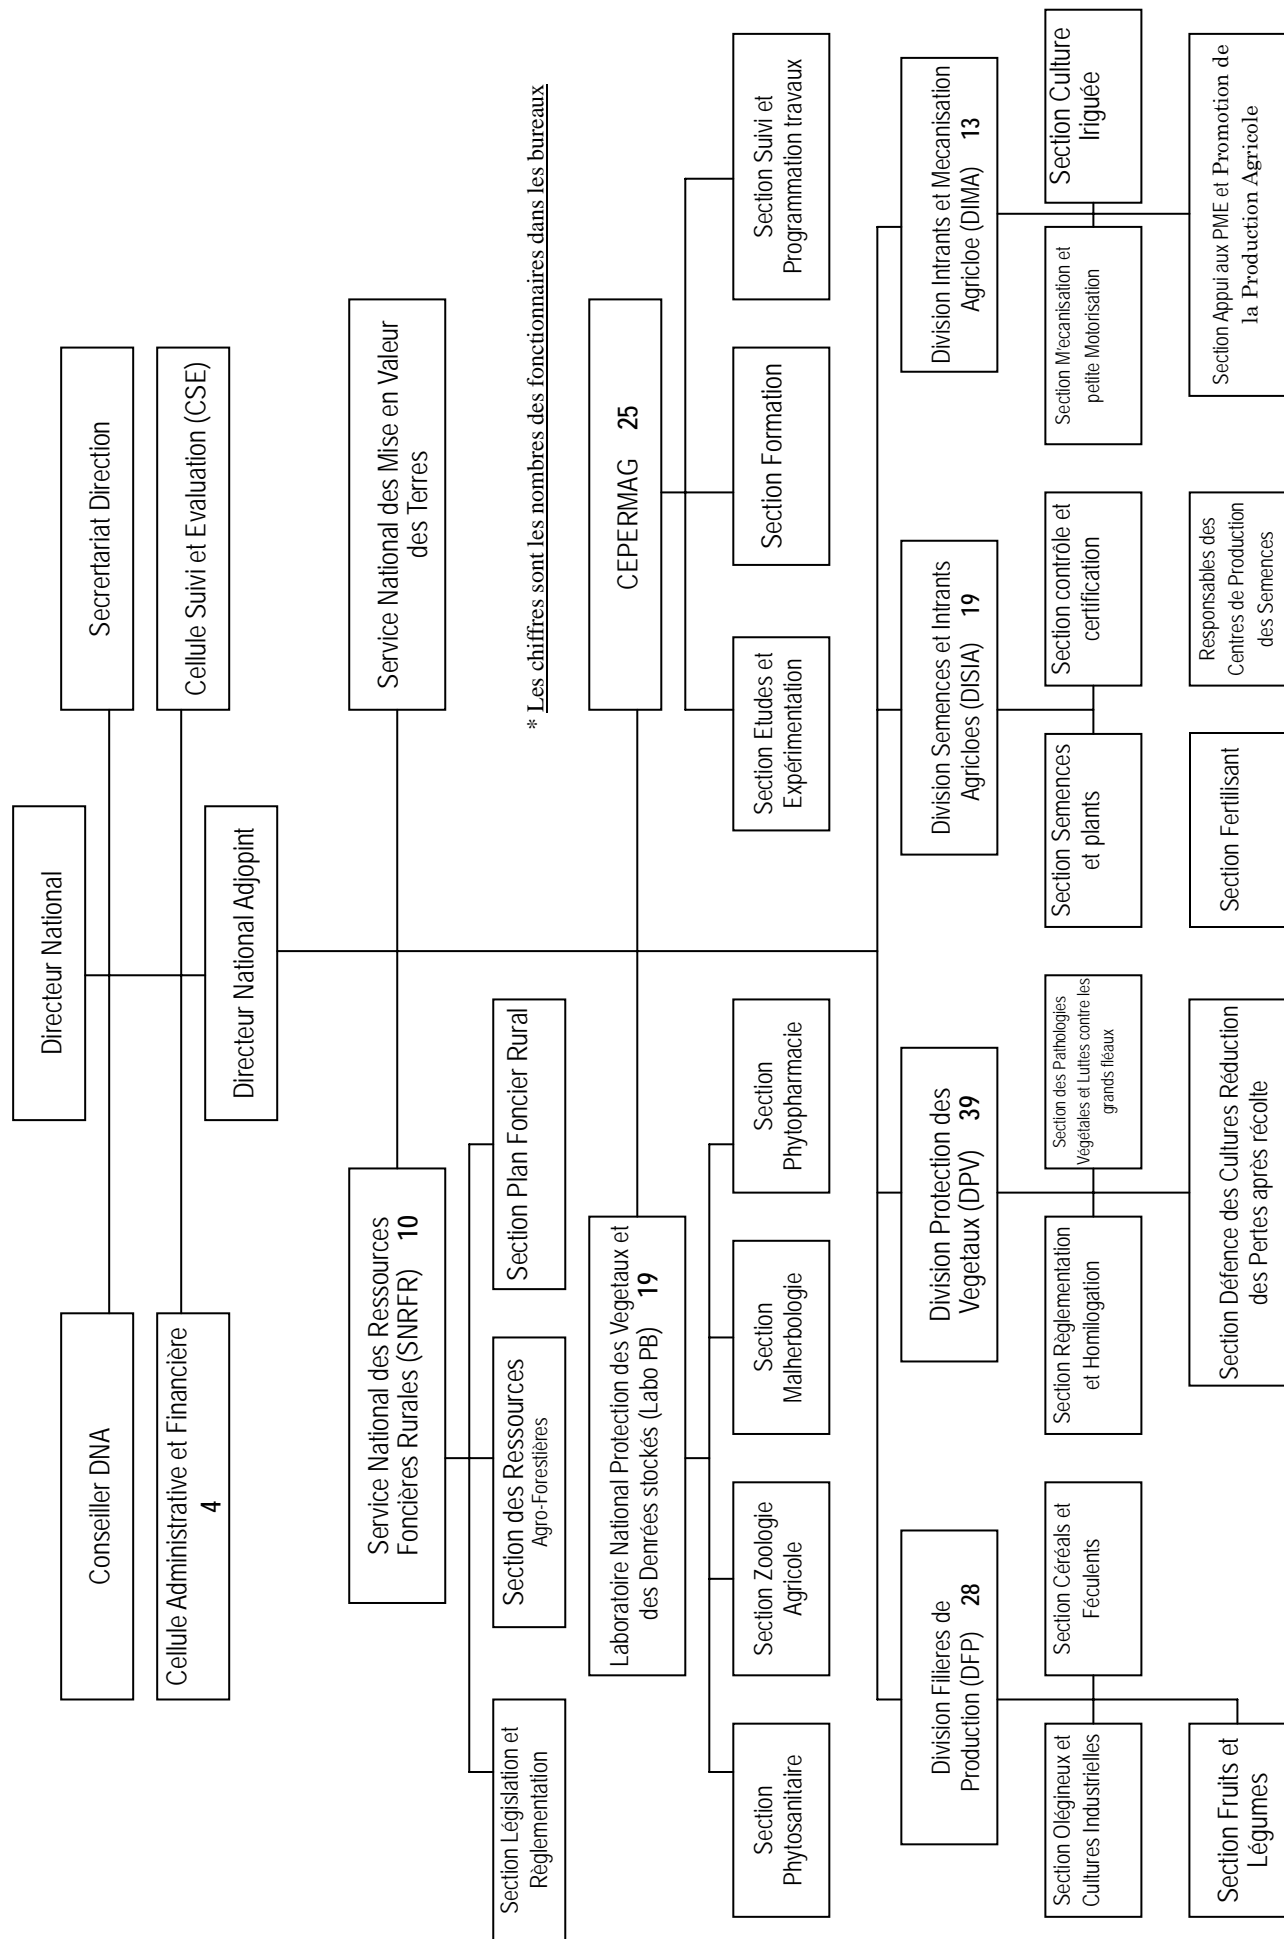 Directeur National
Conseiller DNA
Secrertariat Direction
Cellule Administrative et Financière
4
Cellule Suivi et Evaluation (CSE)
Directeur National Adjopint
Service National des Ressources
Foncières Rurales (SNRFR) 10
Service National des Mise en Valeur
des Terres
Section Législation et
Règlementation
Section des Ressources
Agro-Forestières
Section Plan Foncier Rural
* Les chiffres sont les nombres des fonctionnaires dans les bureaux
Laboratoire National Protection des Vegetaux et
des Denrées stockés (Labo PB) 19
CEPERMAG 25
Section
Phytosanitaire
Section Zoologie
Agricole
Section
Malherbologie
Section
Phytopharmacie
Section Etudes et
Expérimentation
Section Formation
Section Suivi et
Programmation travaux
Division Filieres de
Production (DFP) 28
Division Protection des
Vegetaux (DPV) 39
Division Semences et Intrants
Agricloes (DISIA) 19
Division Intrants et Mecanisation
Agricloe (DIMA) 13
Section Olégineux et
Cultures Industrielles
Section Céréals et
Féculents
Section Règlementation
et Homilogation
Section des Pathologies
Végétales et Luttes contre les
grands fléaux
Section Semences
et plants
Section contrôle et
certification
Section M'ecanisation et
petite Motorisation
Section Culture
Iriguée
Section Fruits et
Légumes
Section Défence des Cultures Réduction
des Pertes après récolte
Section Fertilisant
Responsables des
Centres de Production
des Semences
Section Appui aux PME et Promotion de
la Production Agricole